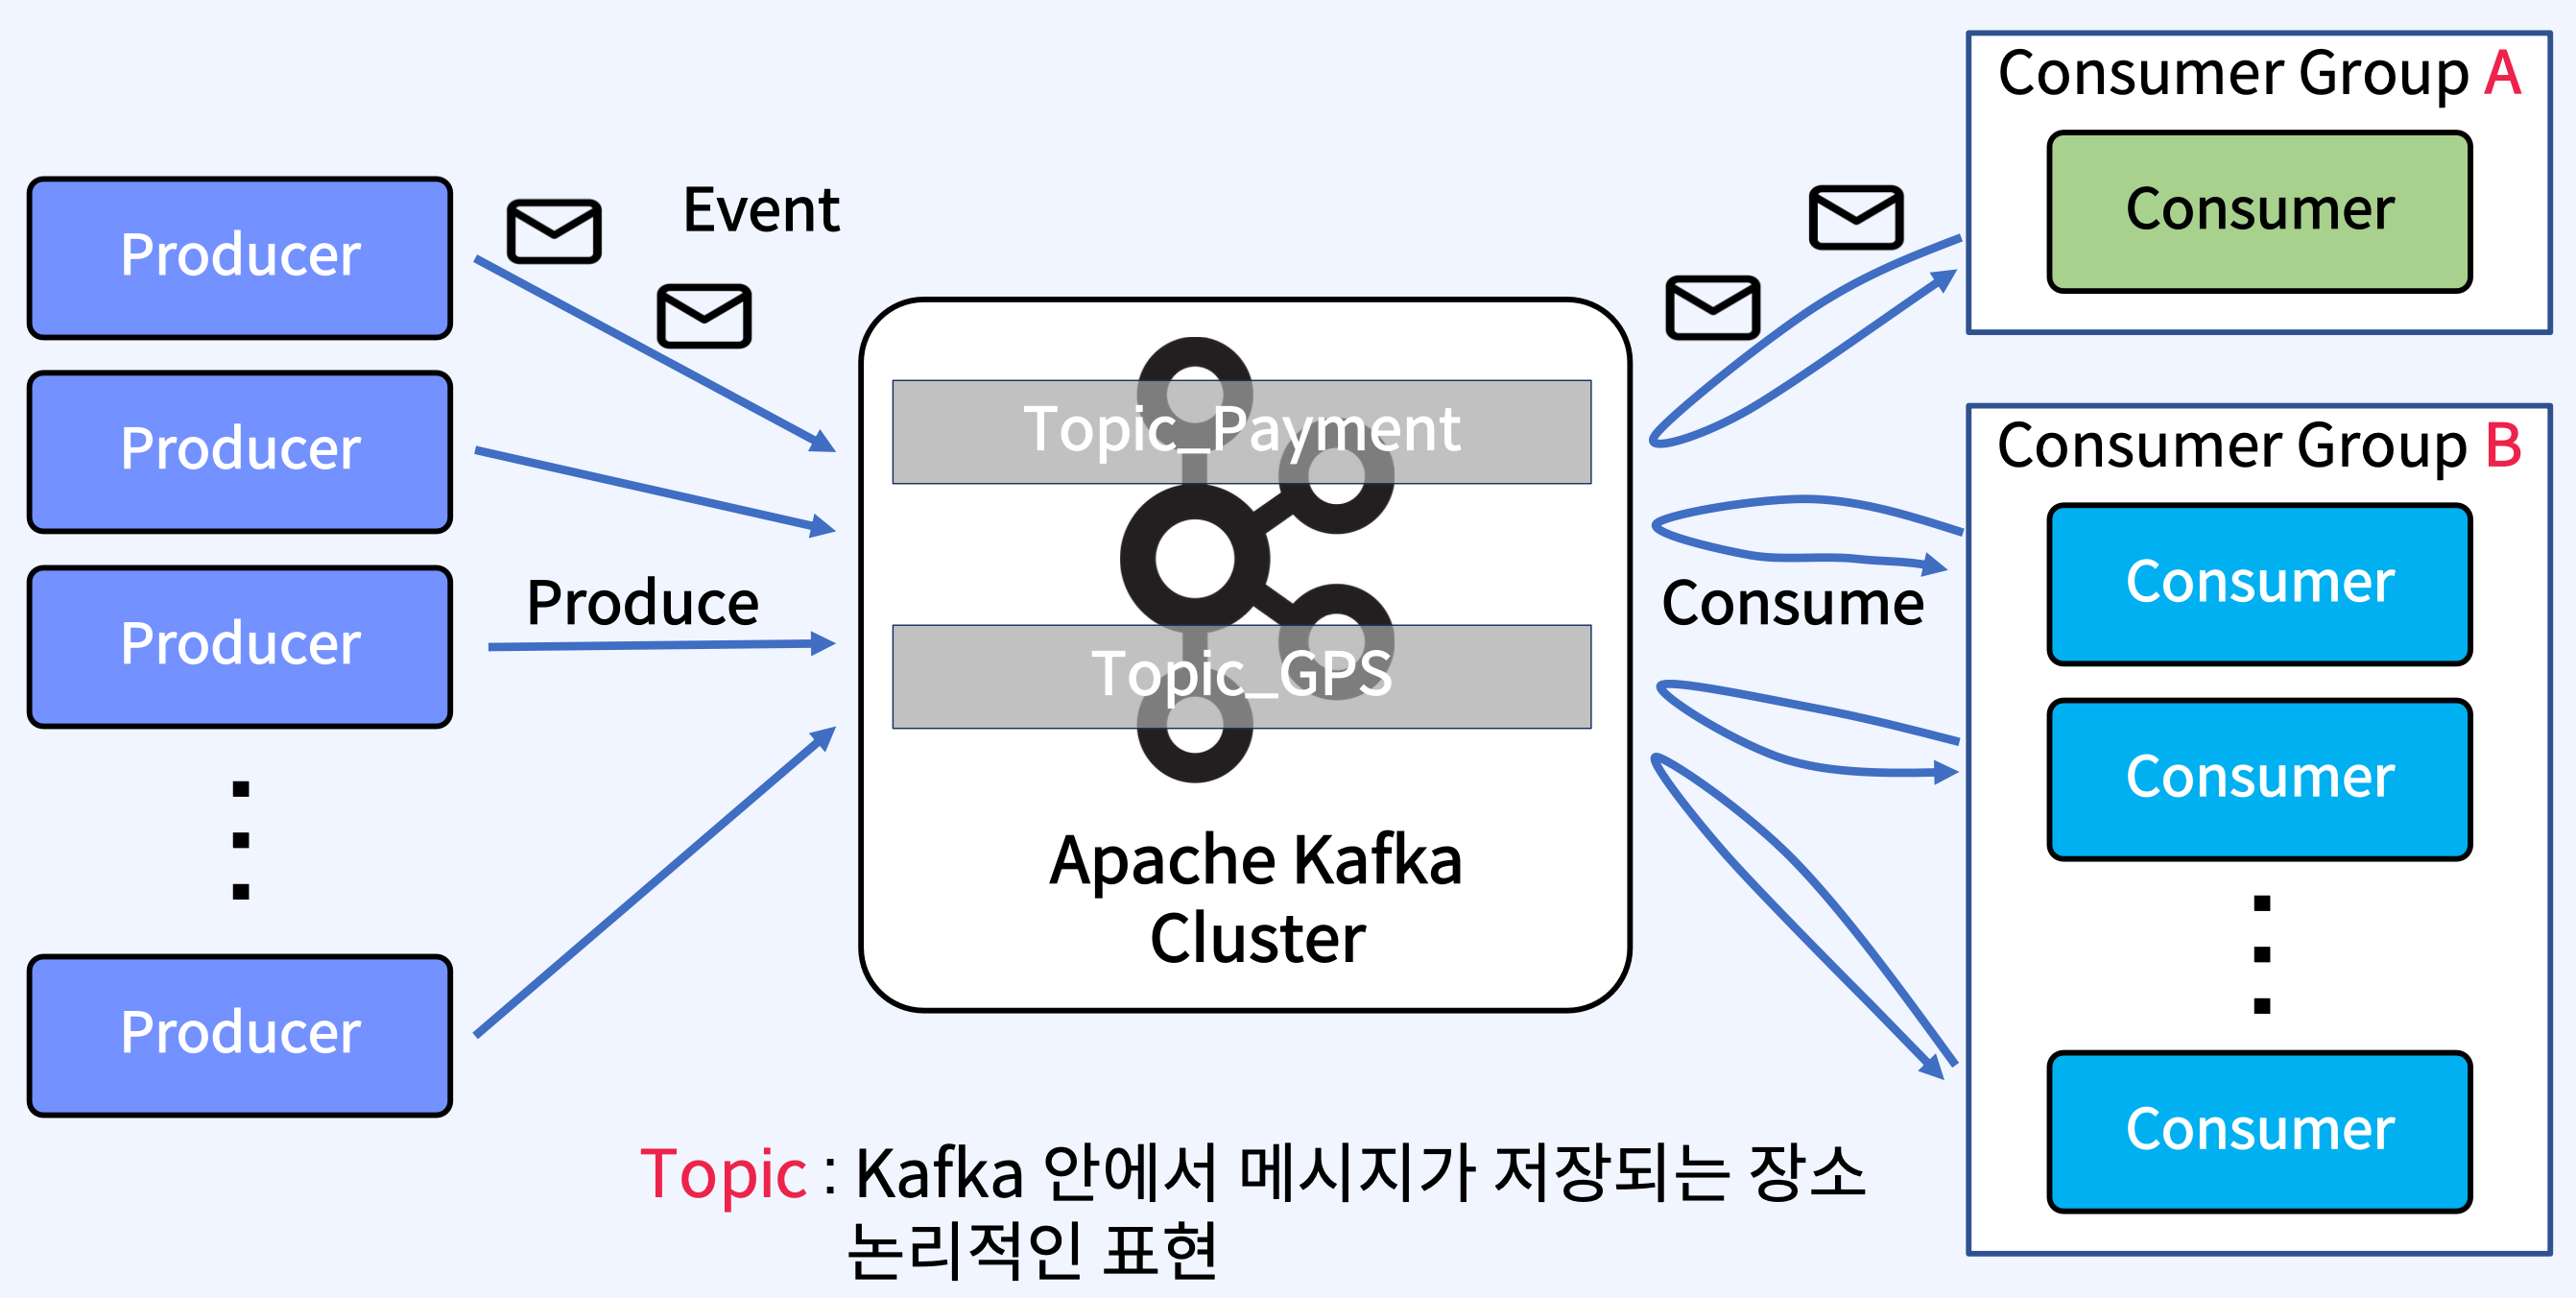 Producer
Producer
Producer
Producer
Event
Produce
Topic_Payment
Topic_GPS
Apache Kafka
Cluster
Consume
Consumer Group A
Consumer
Consumer Group B
Consumer
Consumer
Consumer
Topic : Kafka 안에서 메시지가 저장되는 장소
논리적인 표현